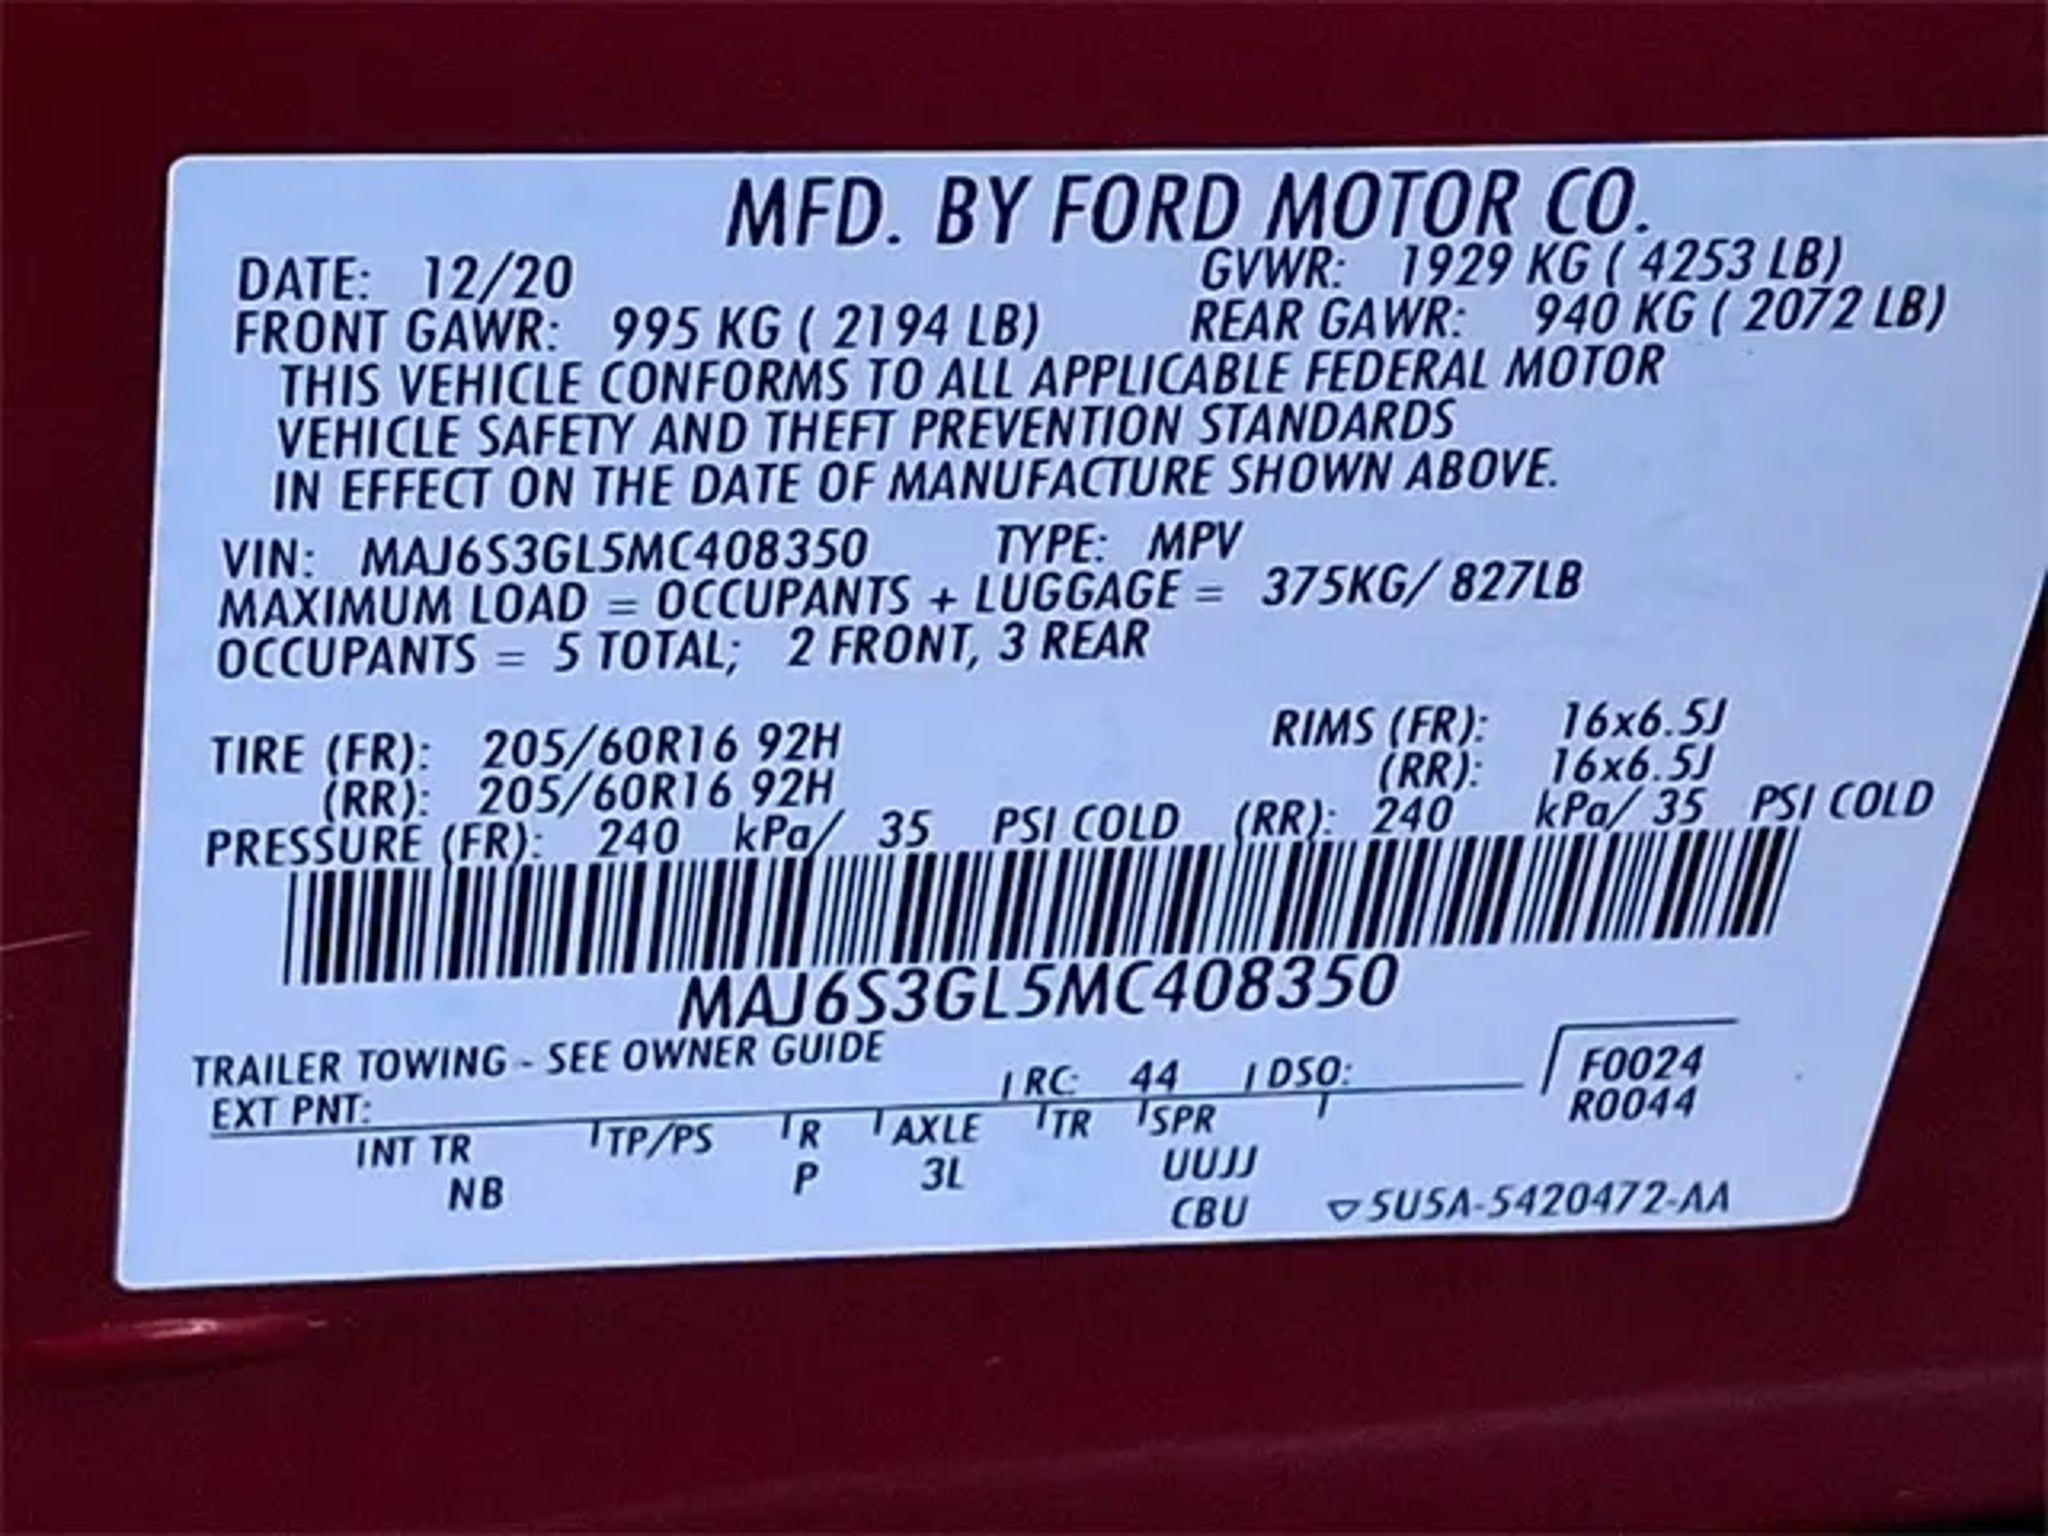 MFD. BY FORD MOTOR CO.
DATE: 12/20 GVWR: 1929 KG ( 4253 LB)
FRONT GAWR: 995 KG ( 2194 LB) REAR GAWR: 940 KG ( 2072 LB)
THIS VEHICLE CONFORMS TO ALL APPLICABLE FEDERAL MOTOR
VEHICLE SAFETY AND THEFT PREVENTION STANDARDS
IN EFFECT ON THE DATE OF MANUFACTURE SHOWN ABOVE.
VIN: MAJ6S3GL5MC408350 TYPE: MPV
MAXIMUM LOAD = OCCUPANTS + LUGGAGE = 375KG/ 827LB
OCCUPANTS = 5 TOTAL; 2 FRONT, 3 REAR
TIRE (FR): 205/60R16 92H RIMS (FR): 16x6.5J
(RR): 205/60R16 92H (RR): 16x6.5J
PRESSURE (FR): 240 kPa/ 35 PSI COLD (RR): 240 kPa/ 35 PSI COLD
MAJ6S3GL5MC408350
TRAILER TOWING - SEE OWNER GUIDE
EXT PNT: RC: 44 DSO: F0024
R0044
INT TR TP/PS R AXLE TR SPR
NB P 3L UUJJ
CBU 5U5A-5420472-AA